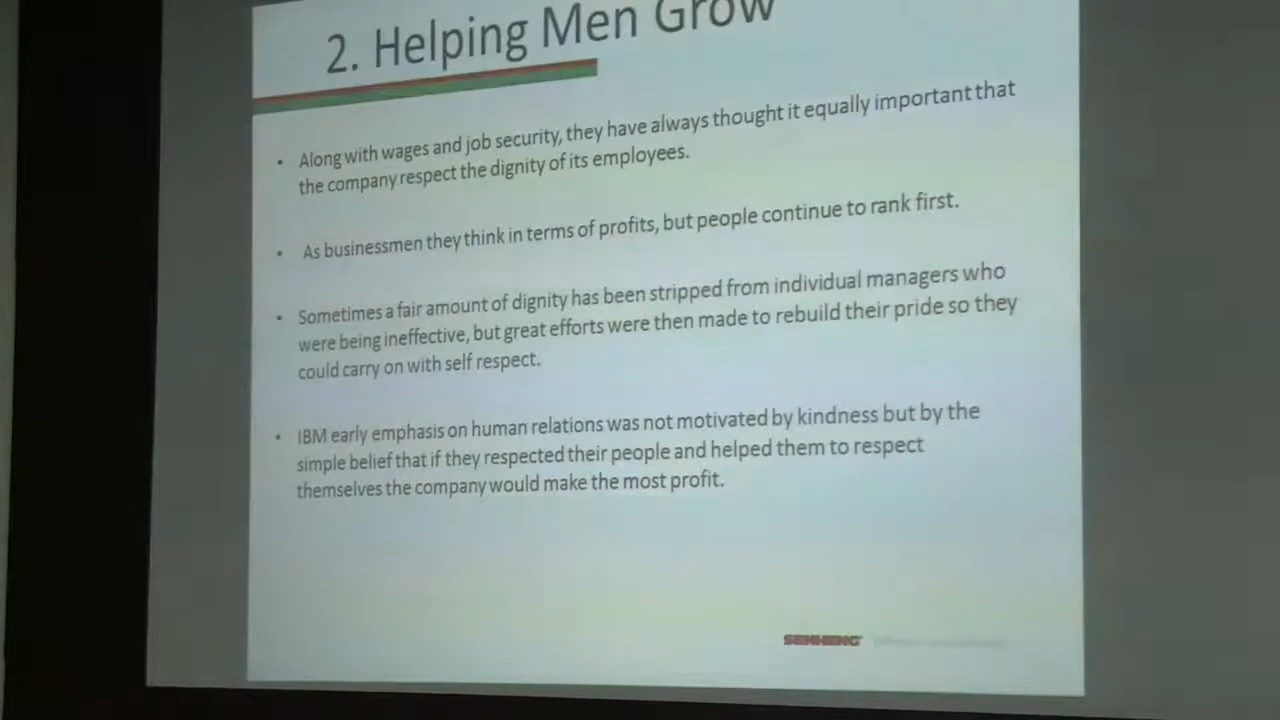 2. Helping Men Grow
• Along with wages and job security, they have always thought it equally important that
the company respect the dignity of its employees.
• As businessmen they think in terms of profits, but people continue to rank first.
• Sometimes a fair amount of dignity has been stripped from individual managers who
were being ineffective, but great efforts were then made to rebuild their pride so they
could carry on with self respect.
• IBM early emphasis on human relations was not motivated by kindness but by the
simple belief that if they respected their people and helped them to respect
themselves the company would make the most profit.